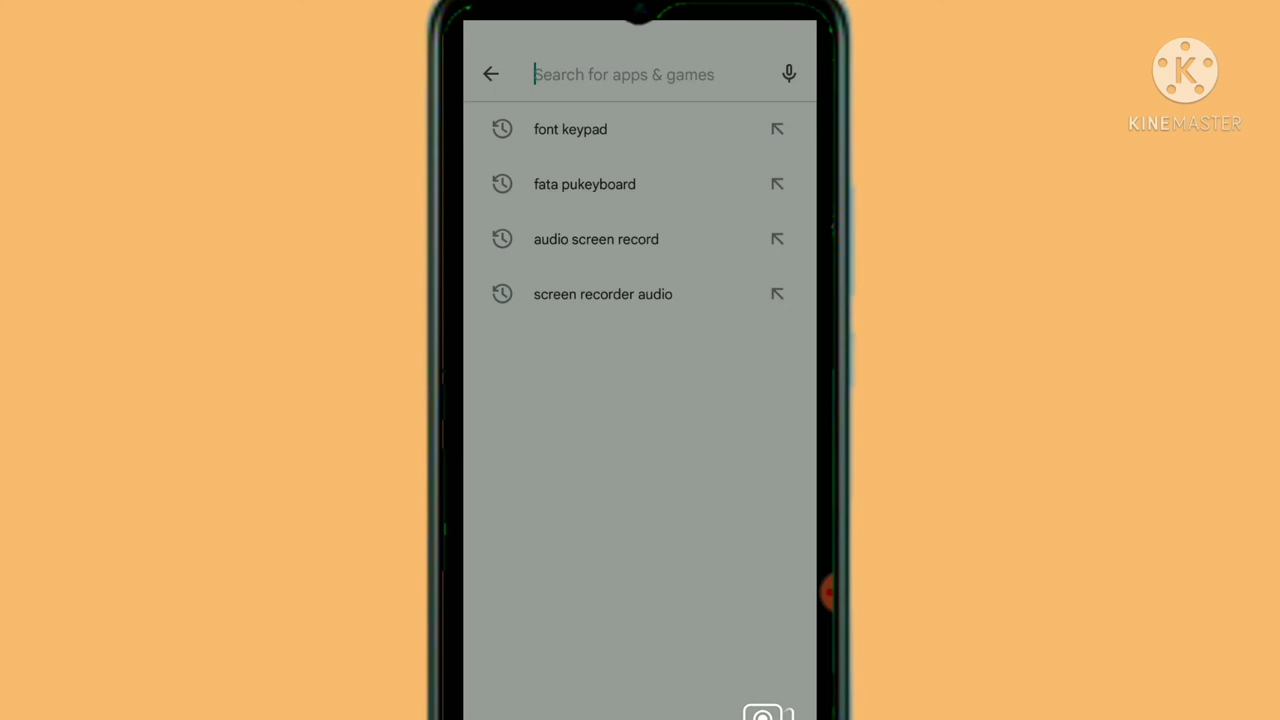 Search for apps & games
K
KINEMASTER
font keypad
fata pukeyboard
audio screen record
screen recorder audio